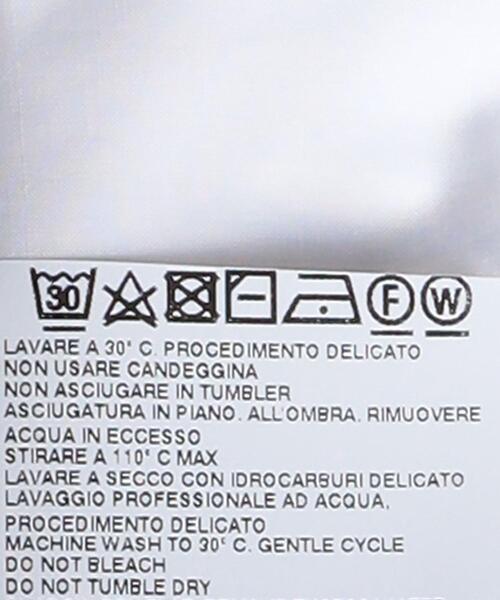 30 F W
LAVARE A 30° C. PROCEDIMENTO DELICATO
NON USARE CANDEGGINA
NON ASCIUGARE IN TUMBLER
ASCIUGATURA IN PIANO. ALL'OMBRA. RIMUOVERE
ACQUA IN ECCESSO
STIRARE A 110° C MAX
LAVARE A SECCO CON IDROCARBURI DELICATO
LAVAGGIO PROFESSIONALE AD ACQUA,
PROCEDIMENTO DELICATO
MACHINE WASH TO 30° C. GENTLE CYCLE
DO NOT BLEACH
DO NOT TUMBLE DRY